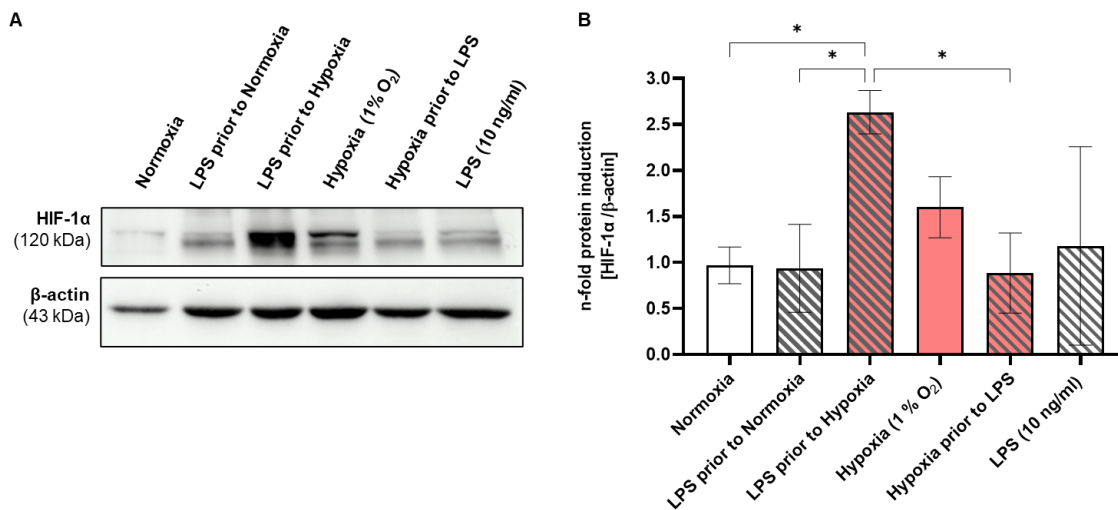 A
Normoxia
LPS prior to Normoxia
LPS prior to Hypoxia
Hypoxia (1% O₂)
Hypoxia prior to LPS
LPS (10 ng/ml)
HIF-1α
(120 kDa)
β-actin
(43 kDa)
B
*
*
*
n-fold protein induction
[HIF-1α /β-actin]
3.0
2.5
2.0
1.5
1.0
0.5
0.0
Normoxia
LPS prior to Normoxia
LPS prior to Hypoxia
Hypoxia (1 % O₂)
Hypoxia prior to LPS
LPS (10 ng/ml)